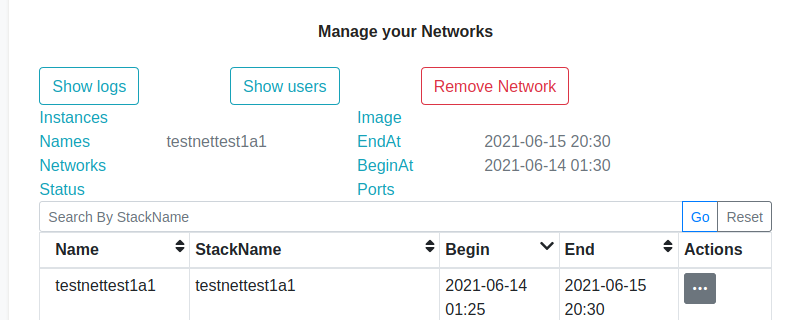 Manage your Networks
Show logs Show users Remove Network
Instances Image
Names testnettest1a1 EndAt 2021-06-15 20:30
Networks BeginAt 2021-06-14 01:30
Status Ports
Search By StackName Go Reset
Name StackName Begin End Actions
testnettest1a1 testnettest1a1 2021-06-14 2021-06-15 ...
01:25 20:30